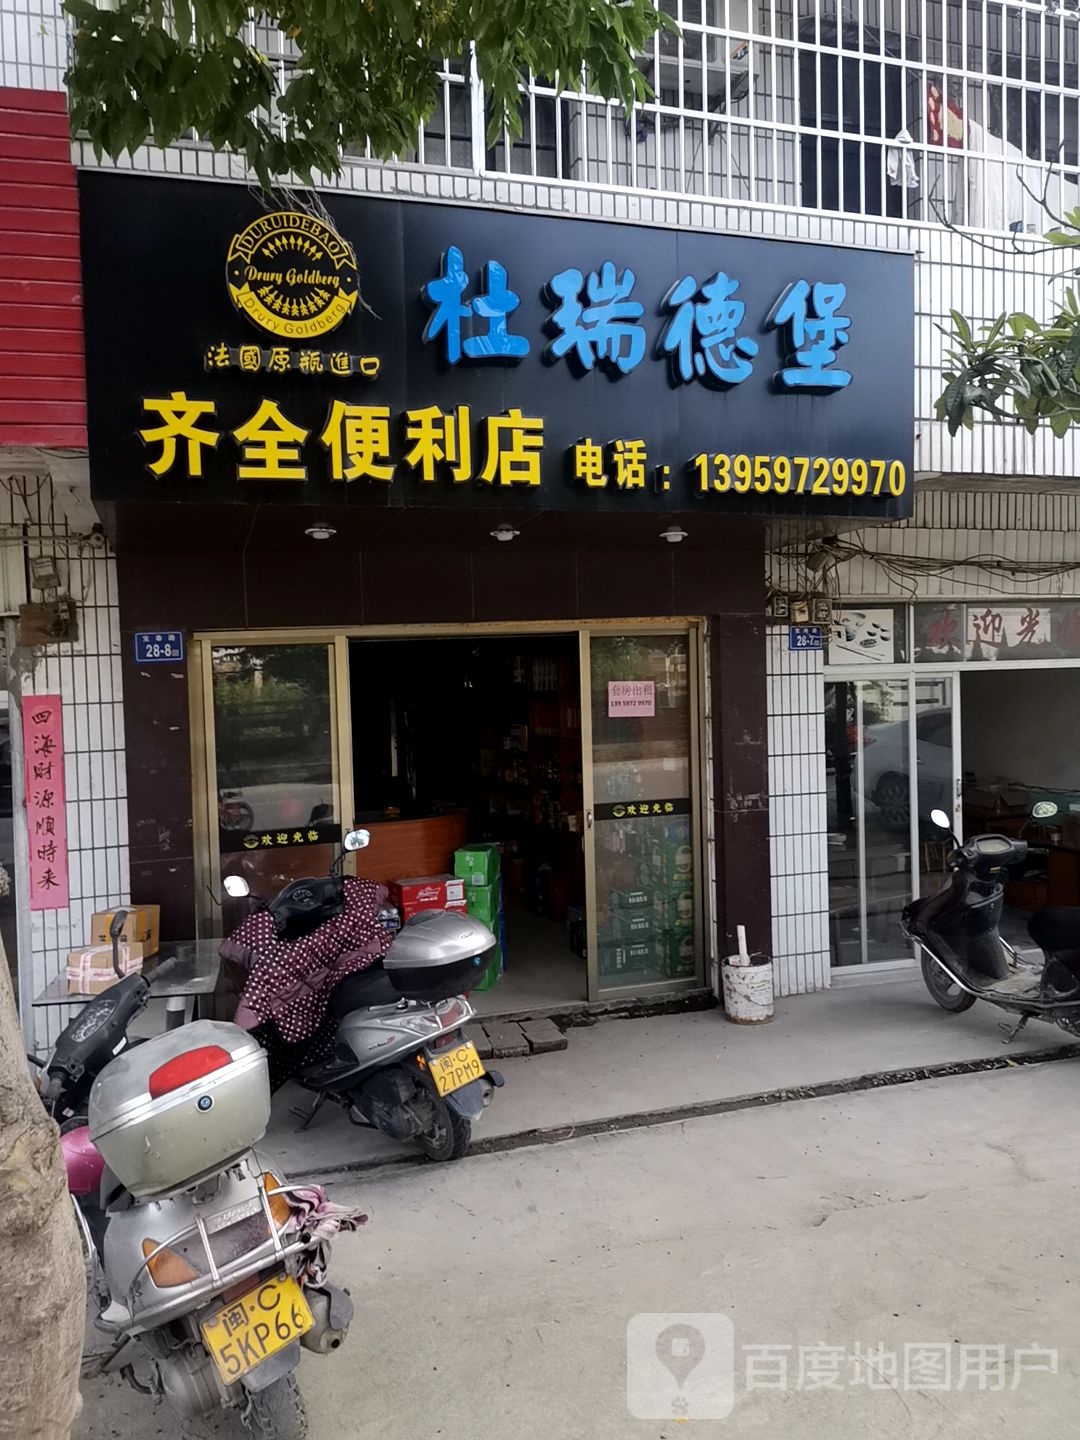 DURUIDEBAO
Drury Goldberg
Drury Goldberg
法國原瓶進口
杜瑞德堡
齐全便利店
电话：13959729970
28-8
28-7
欢迎光临
套房出租
139 5972 9970
欢迎光临
欢迎光临
四海财源順時来
闽·C
27PM9
闽·C
5KP66
百度地图用户